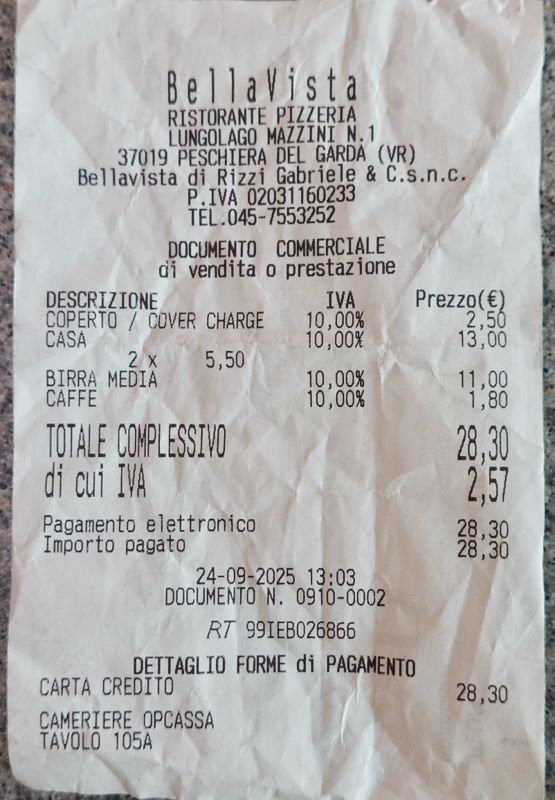 BellaVista
RISTORANTE PIZZERIA
LUNGOLAGO MAZZINI N.1
37019 PESCHIERA DEL GARDA (VR)
Bellavista di Rizzi Gabriele & C.s.n.c.
P.IVA 02031160233
TEL.045-7553252
DOCUMENTO COMMERCIALE
di vendita o prestazione
DESCRIZIONE IVA Prezzo(€)
COPERTO / COVER CHARGE 10,00% 2,50
CASA 10,00% 13,00
2 x 5,50
BIRRA MEDIA 10,00% 11,00
CAFFE 10,00% 1,80
TOTALE COMPLESSIVO 28,30
di cui IVA 2,57
Pagamento elettronico 28,30
Importo pagato 28,30
24-09-2025 13:03
DOCUMENTO N. 0910-0002
RT 99IEB026866
DETTAGLIO FORME di PAGAMENTO
CARTA CREDITO 28,30
CAMERIERE OPCASSA
TAVOLO 105A